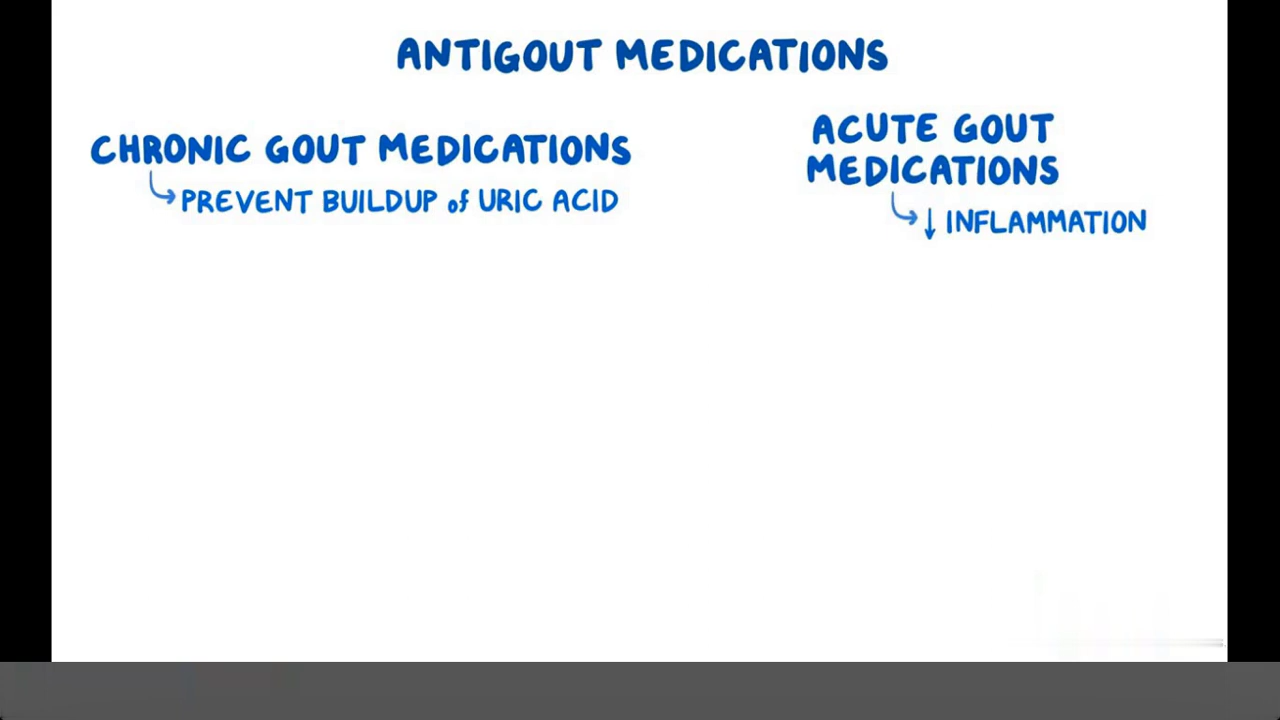 ANTIGOUT MEDICATIONS
CHRONIC GOUT MEDICATIONS
PREVENT BUILDUP of URIC ACID
ACUTE GOUT
MEDICATIONS
↓ INFLAMMATION